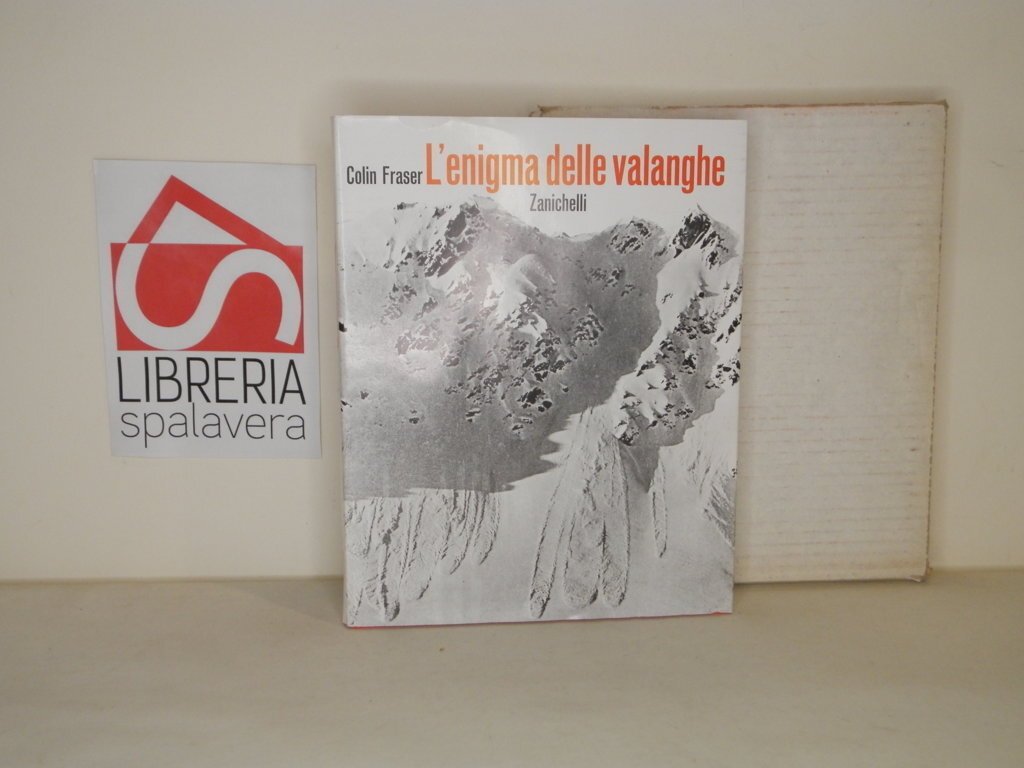 LIBRERIA
spalavera
Colin Fraser L'enigma delle valanghe
Zanichelli